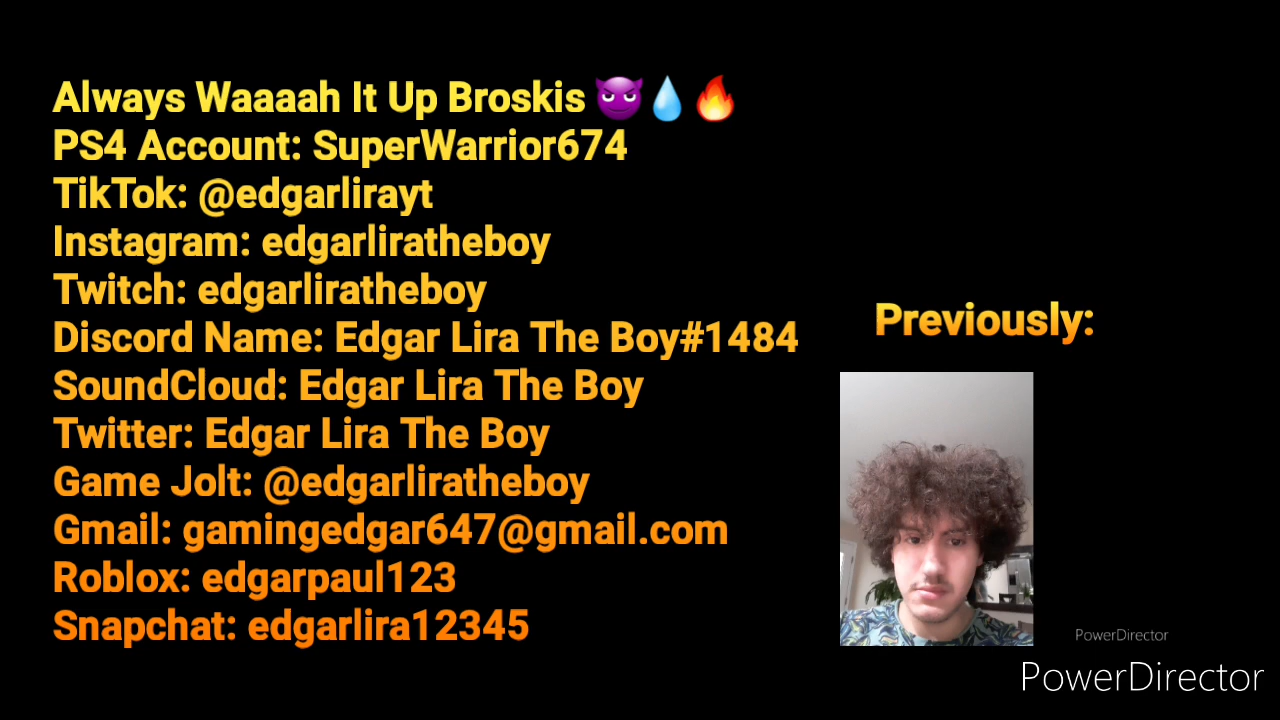 Always Waaaah It Up Broskis 😈💧🔥
PS4 Account: SuperWarrior674
TikTok: @edgarlirayt
Instagram: edgarliratheboy
Twitch: edgarliratheboy
Discord Name: Edgar Lira The Boy#1484
SoundCloud: Edgar Lira The Boy
Twitter: Edgar Lira The Boy
Game Jolt: @edgarliratheboy
Gmail: gamingedgar647@gmail.com
Roblox: edgarpaul123
Snapchat: edgarlira12345
Previously:
PowerDirector
PowerDirector